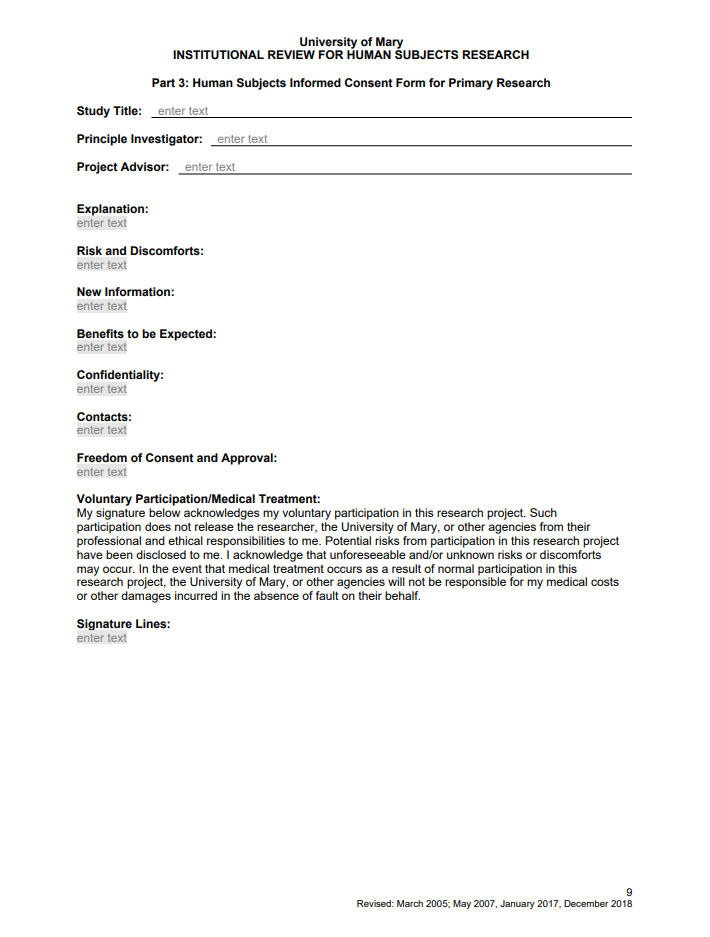 University of Mary
INSTITUTIONAL REVIEW FOR HUMAN SUBJECTS RESEARCH
Part 3: Human Subjects Informed Consent Form for Primary Research
Study Title: enter text
Principle Investigator: enter text
Project Advisor: enter text
Explanation:
enter text
Risk and Discomforts:
enter text
New Information:
enter text
Benefits to be Expected:
enter text
Confidentiality:
enter text
Contacts:
enter text
Freedom of Consent and Approval:
enter text
Voluntary Participation/Medical Treatment:
My signature below acknowledges my voluntary participation in this research project. Such
participation does not release the researcher, the University of Mary, or other agencies from their
professional and ethical responsibilities to me. Potential risks from participation in this research project
have been disclosed to me. I acknowledge that unforeseeable and/or unknown risks or discomforts
may occur. In the event that medical treatment occurs as a result of normal participation in this
research project, the University of Mary, or other agencies will not be responsible for my medical costs
or other damages incurred in the absence of fault on their behalf.
Signature Lines:
enter text
9
Revised: March 2005; May 2007, January 2017, December 2018